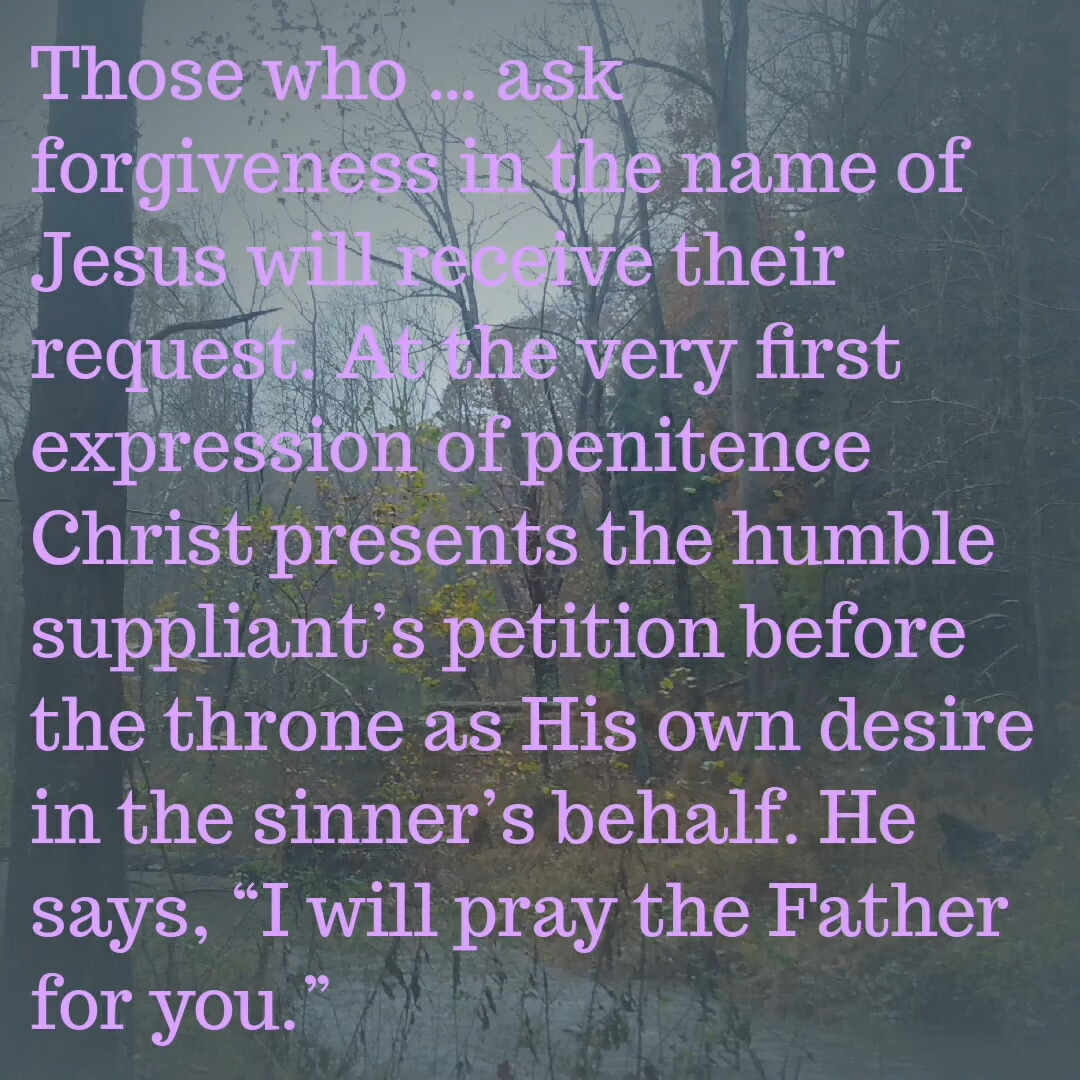 Those who ... ask
forgiveness in the name of
Jesus will receive their
request. At the very first
expression of penitence
Christ presents the humble
suppliant’s petition before
the throne as His own desire
in the sinner’s behalf. He
says, “I will pray the Father
for you.”